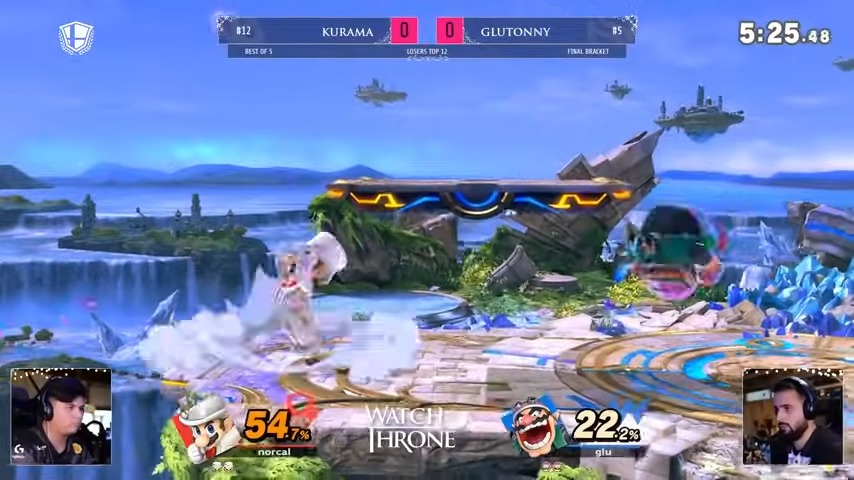 #12 KURAMA 0 0 GLUTONNY #5
BEST OF 5 LOSERS TOP 12 FINAL BRACKET
5:25.48
54.7%
norcal
WATCH THE THRONE
22.2%
glu